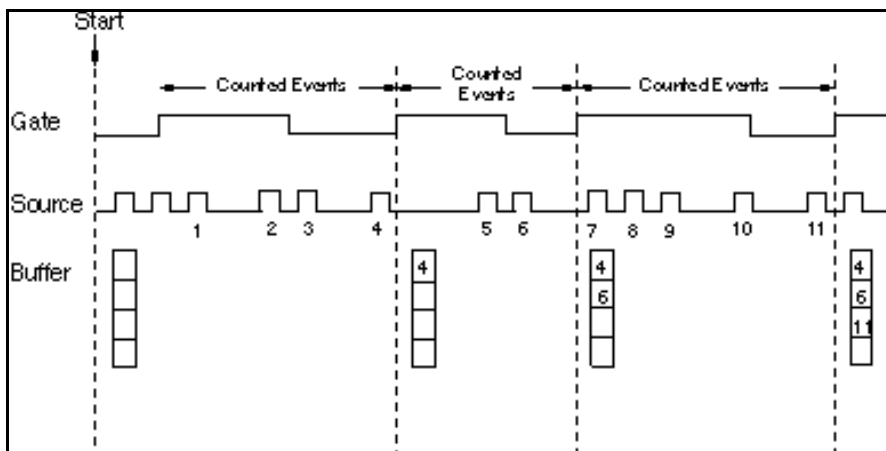 Start
Counted Events
Counted
Events
Counted Events
Gate
Source
1 2 3 4 5 6 7 8 9 10 11
Buffer
4 4 4
6 6
11